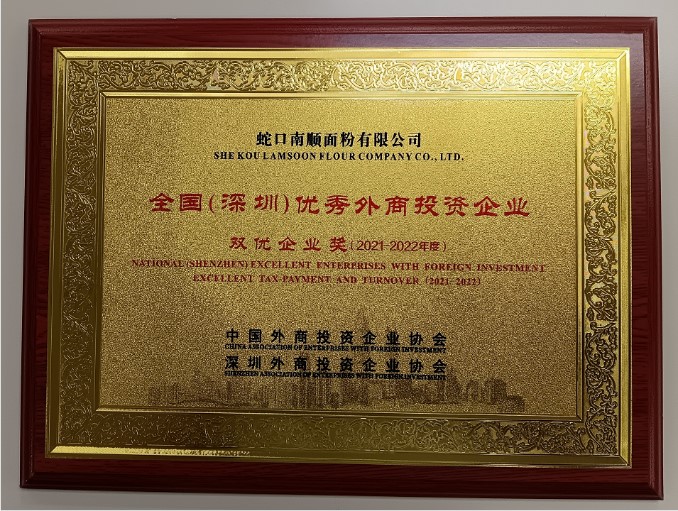 蛇口南顺面粉有限公司
SHE KOU LAMSOON FLOUR COMPANY CO., LTD.
全国(深圳)优秀外商投资企业
双优企业奖(2021-2022年度)
NATIONAL (SHENZHEN) EXCELLENT ENTERPRISES WITH FOREIGN INVESTMENT
EXCELLENT TAX-PAYMENT AND TURNOVER (2021-2022)
中国外商投资企业协会
CHINA ASSOCIATION OF ENTERPRISES WITH FOREIGN INVESTMENT
深圳外商投资企业协会
SHENZHEN ASSOCIATION OF ENTERPRISES WITH FOREIGN INVESTMENT